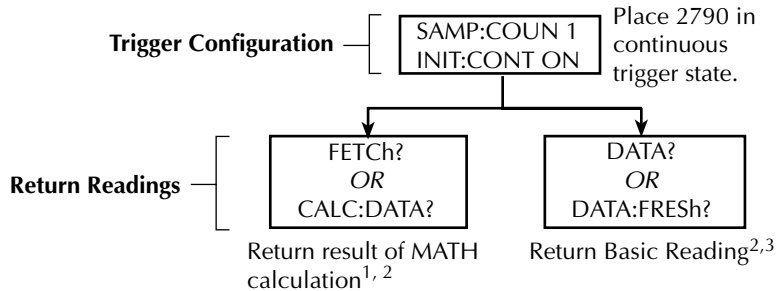 Trigger Configuration
SAMP:COUN 1
INIT:CONT ON
Place 2790 in
continuous
trigger state.
Return Readings
FETCh?
OR
CALC:DATA?
DATA?
OR
DATA:FRESh?
Return result of MATH
calculation1, 2
Return Basic Reading2,3